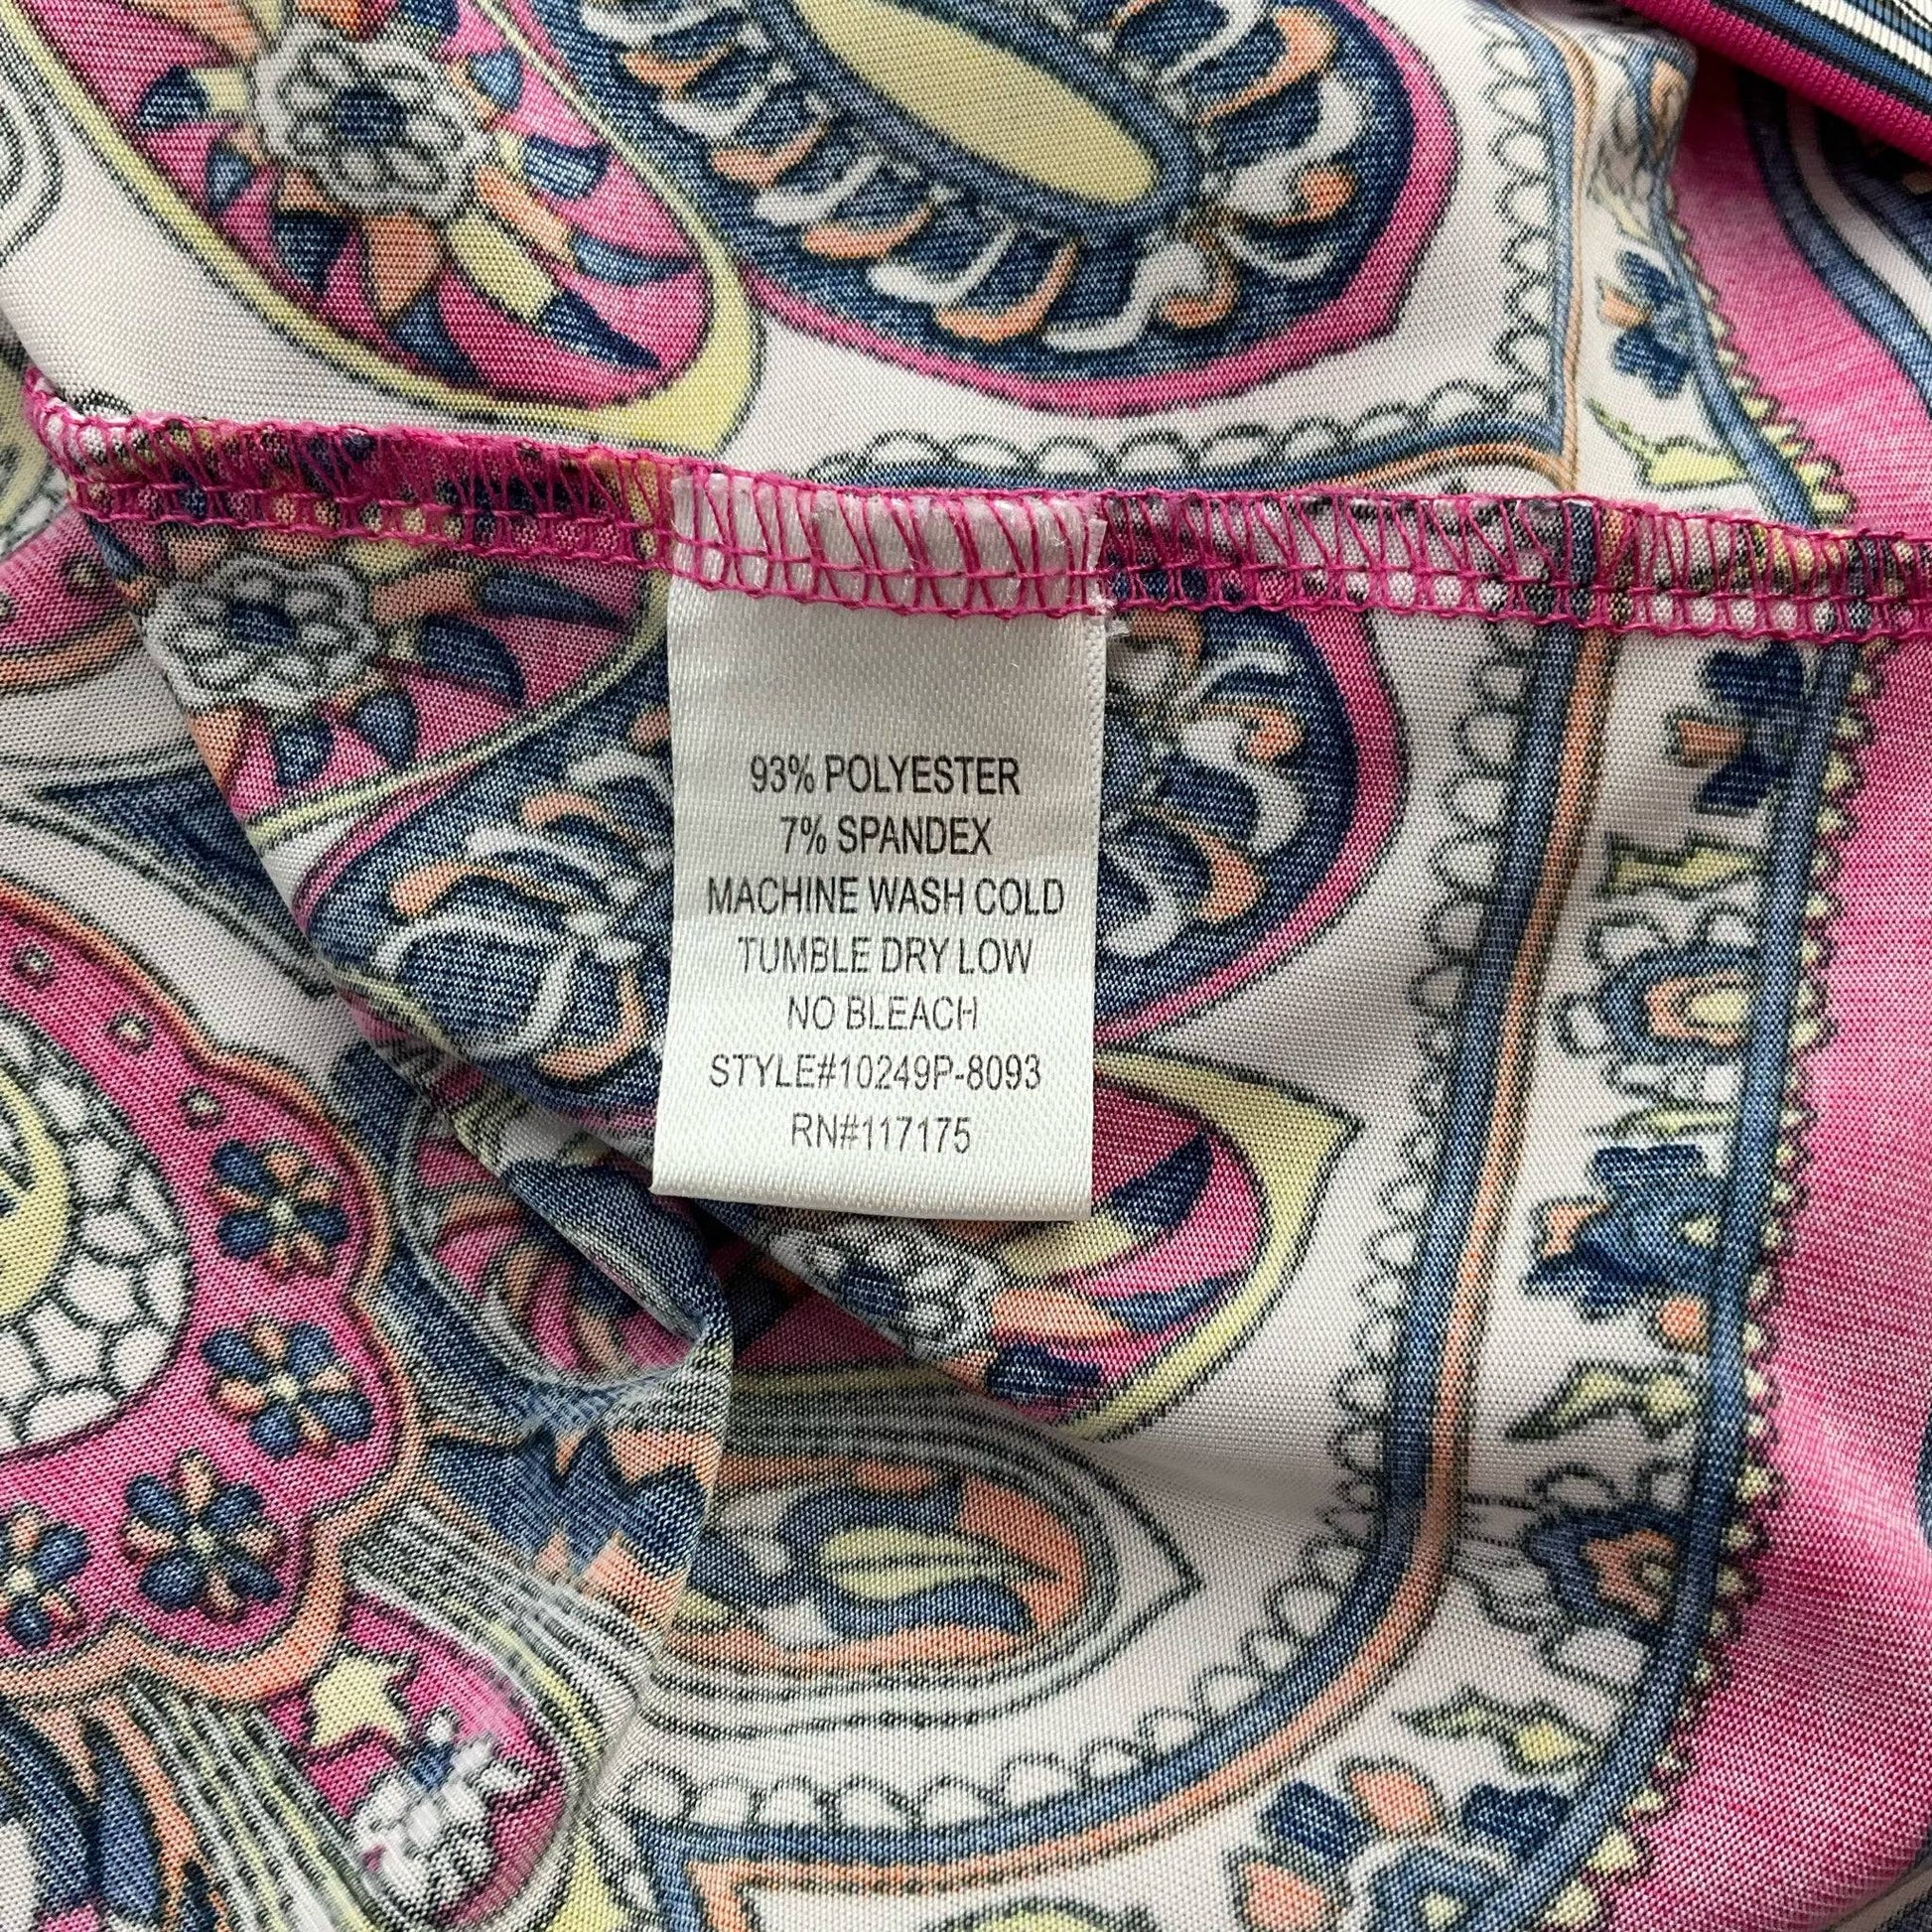 93% POLYESTER
7% SPANDEX
MACHINE WASH COLD
TUMBLE DRY LOW
NO BLEACH
STYLE#10249P-8093
RN#117175